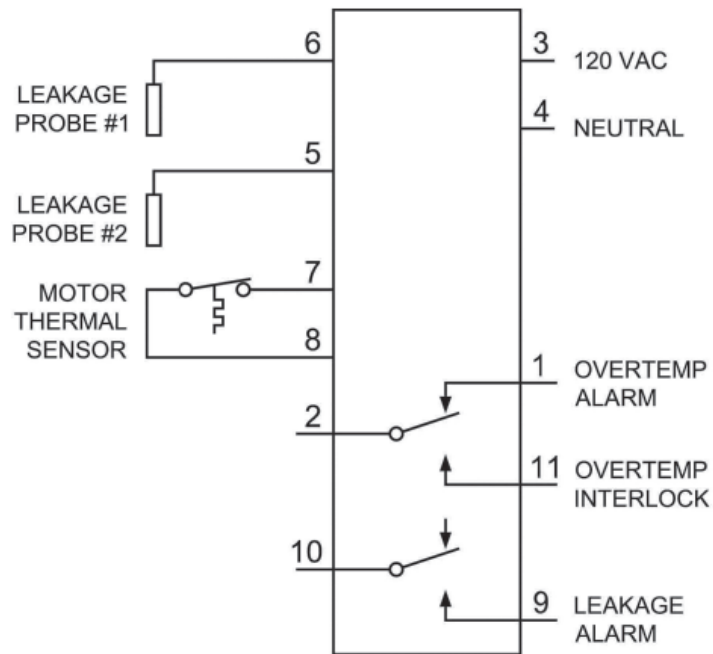 6
LEAKAGE
PROBE #1
5
LEAKAGE
PROBE #2
7
MOTOR
THERMAL
SENSOR
8
2
10
3
120 VAC
4
NEUTRAL
1
OVERTEMP
ALARM
11
OVERTEMP
INTERLOCK
9
LEAKAGE
ALARM